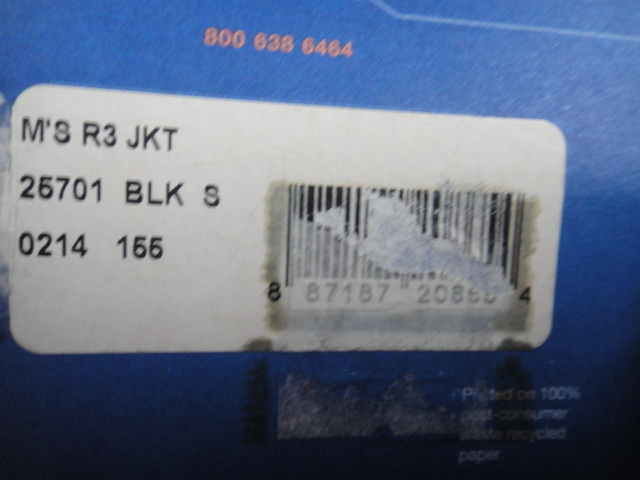 800 638 6464
M'S R3 JKT
25701 BLK S
0214 155
8 87187 4
Printed on 100%
post-consumer
waste recycled
paper.